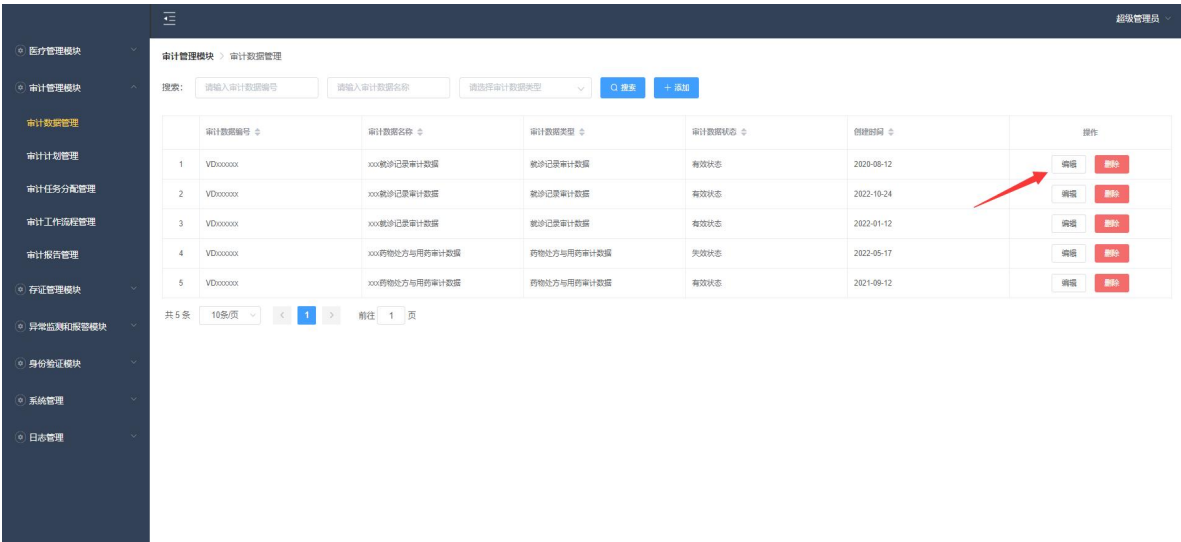 超级管理员
医疗管理模块
审计管理模块
审计数据管理
审计计划管理
审计任务分配管理
审计工作流程管理
审计报告管理
存证管理模块
异常监测和报警模块
身份验证模块
系统管理
日志管理
审计管理模块 > 审计数据管理
搜索: 请输入审计数据编号 请输入审计数据名称 请选择审计数据类型 搜索 + 添加
审计数据编号 审计数据名称 审计数据类型 审计数据状态 创建时间 操作
1 VDxxxxxx xxx就诊记录审计数据 就诊记录审计数据 有效状态 2020-08-12 编辑 删除
2 VDxxxxxx xxx就诊记录审计数据 就诊记录审计数据 有效状态 2022-10-24 编辑 删除
3 VDxxxxxx xxx就诊记录审计数据 就诊记录审计数据 有效状态 2022-01-12 编辑 删除
4 VDxxxxxx xxx药物处方与用药审计数据 药物处方与用药审计数据 失效状态 2022-05-17 编辑 删除
5 VDxxxxxx xxx药物处方与用药审计数据 药物处方与用药审计数据 有效状态 2021-09-12 编辑 删除
共 5 条 10条/页 < 1 > 前往 1 页